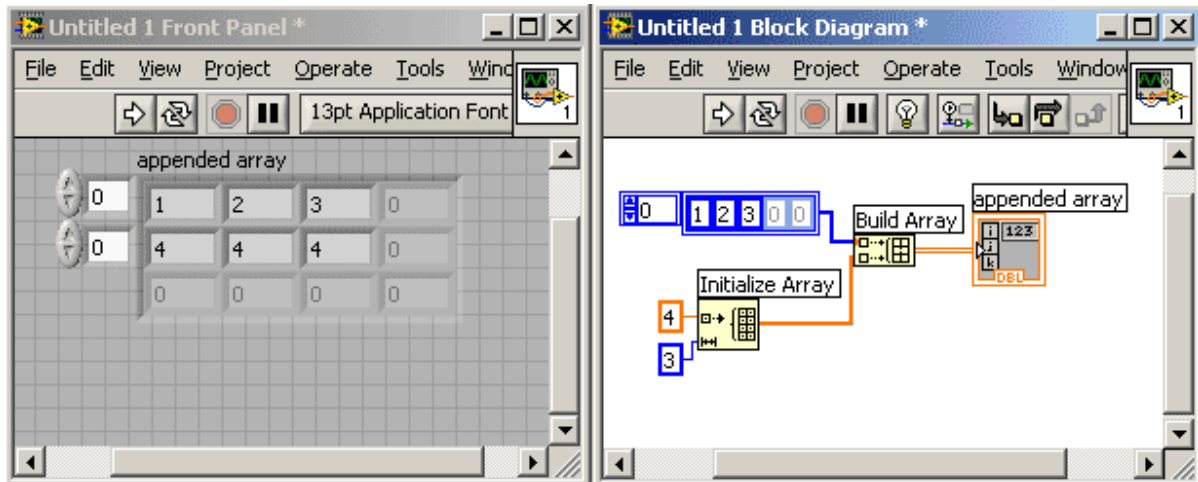 Untitled 1 Front Panel *
File Edit View Project Operate Tools Wind
13pt Application Font
1
appended array
0 1 2 3 0
0 4 4 4 0
0 0 0 0
Untitled 1 Block Diagram *
File Edit View Project Operate Tools Window
1
0 1 2 3 0 0
Build Array
appended array
i 123
j
k
DBL
Initialize Array
4
3